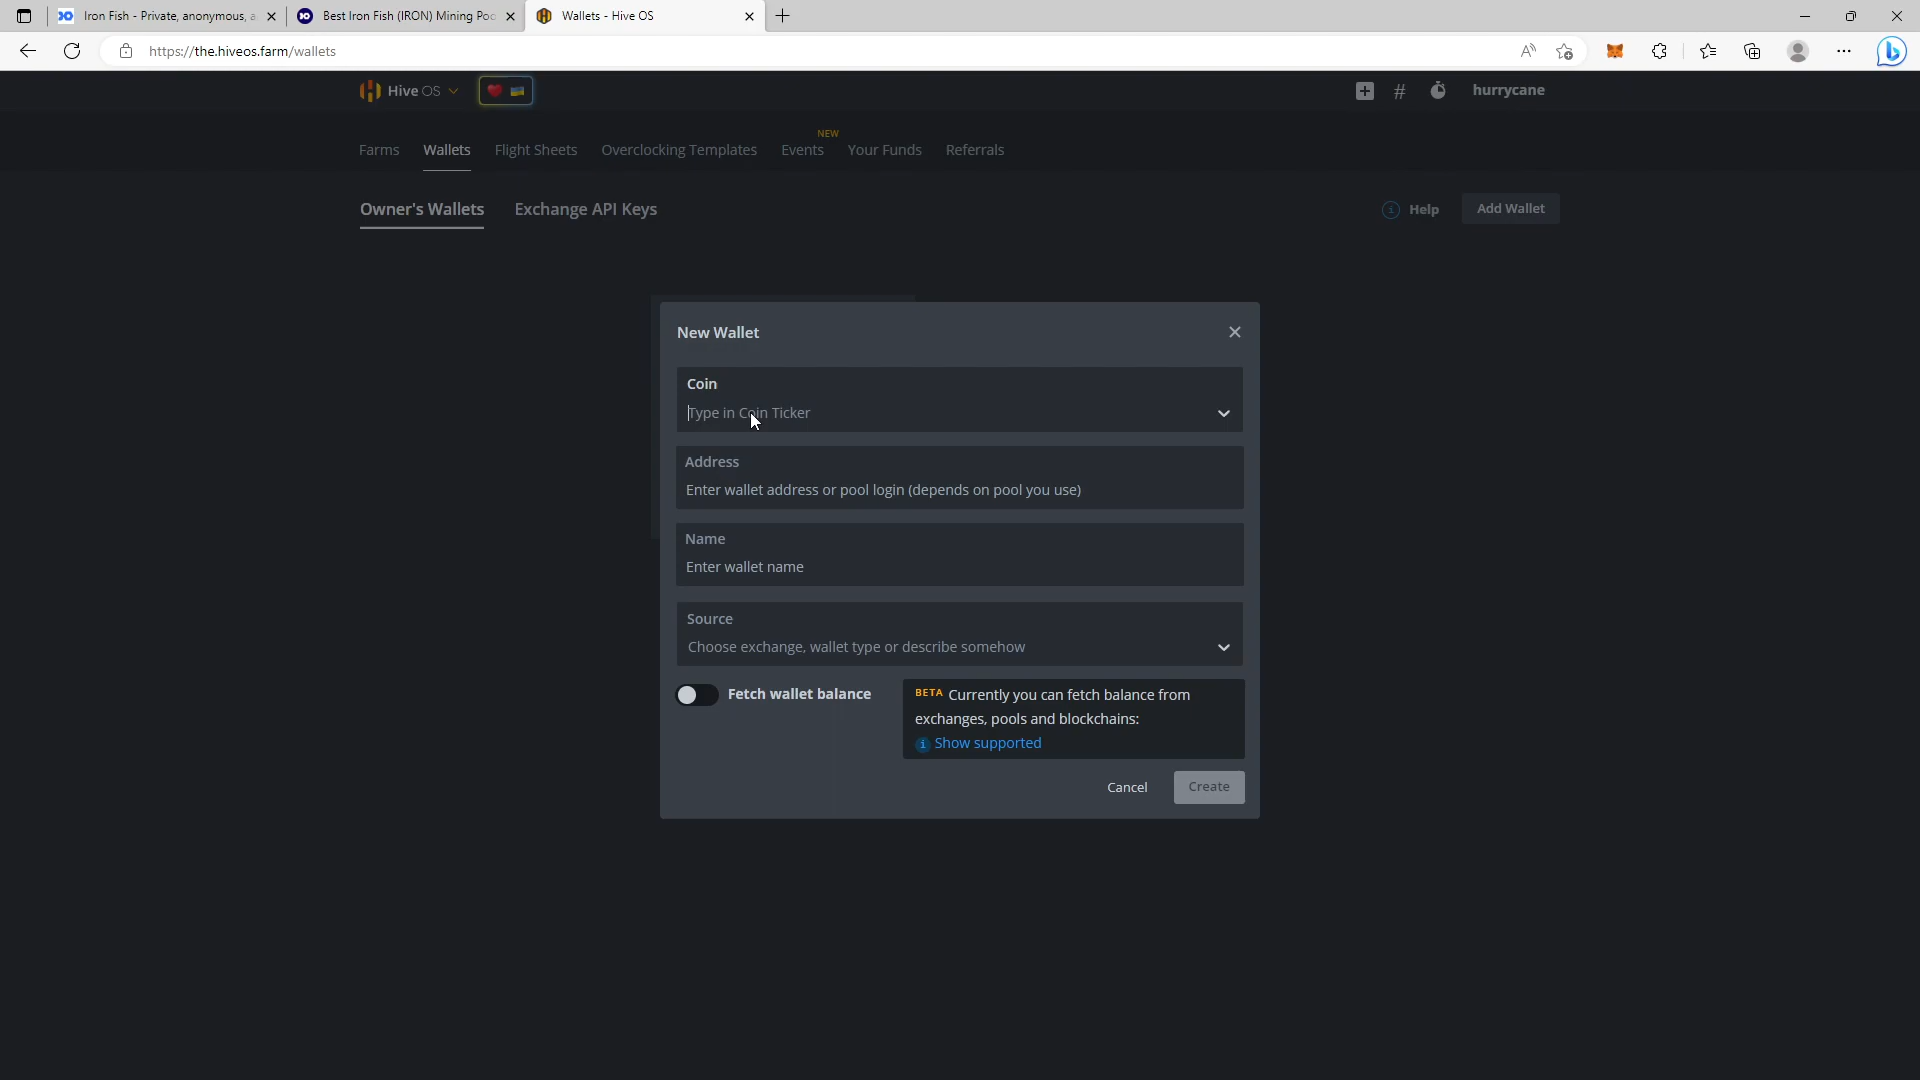 Iron Fish - Private, anonymous, a
Best Iron Fish (IRON) Mining Poo
Wallets - Hive OS
https://the.hiveos.farm/wallets
Hive OS
hurrycane
NEW
Farms Wallets Flight Sheets Overclocking Templates Events Your Funds Referrals
Owner's Wallets Exchange API Keys Help Add Wallet
New Wallet
Coin
Type in Coin Ticker
Address
Enter wallet address or pool login (depends on pool you use)
Name
Enter wallet name
Source
Choose exchange, wallet type or describe somehow
Fetch wallet balance
BETA Currently you can fetch balance from
exchanges, pools and blockchains:
Show supported
Cancel Create